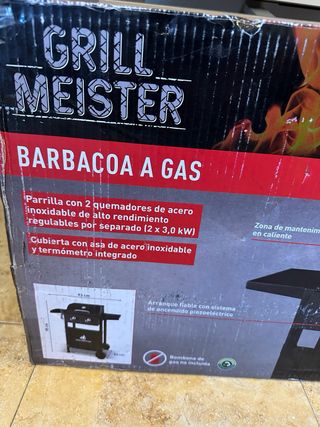 GRILL
MEISTER
BARBACOA A GAS
Parrilla con 2 quemadores de acero
inoxidable de alto rendimiento
regulables por separado (2 x 3,0 kW)
Cubierta con asa de acero inoxidable
y termómetro integrado
Zona de mantenim
en caliente
Arranque fiable con sistema
de encendido piezoeléctrico
Bombona de
gas no incluida